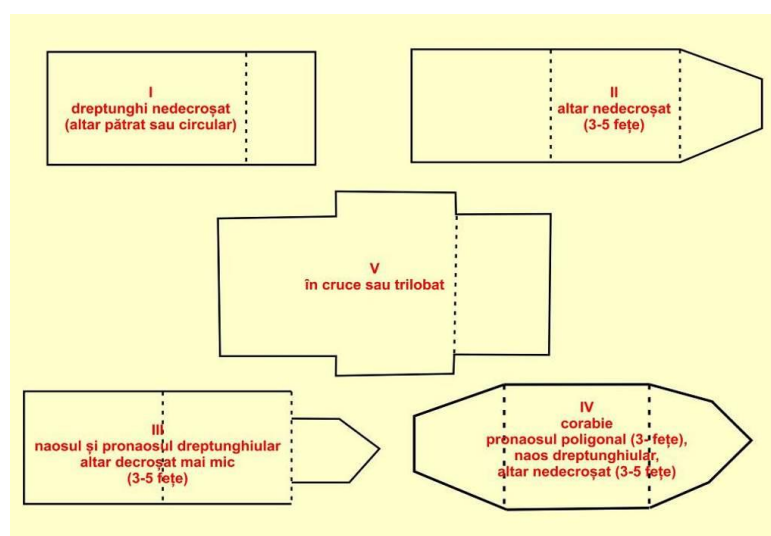 I
dreptunghi nedecroșat
(altar pătrat sau circular)
II
altar nedecroșat
(3-5 fețe)
V
în cruce sau trilobat
III
naosul și pronaosul dreptunghiular
altar decroșat mai mic
(3-5 fețe)
IV
corabie
pronaosul poligonal (3- fețe),
naos dreptunghiular,
altar nedecroșat (3-5 fețe)